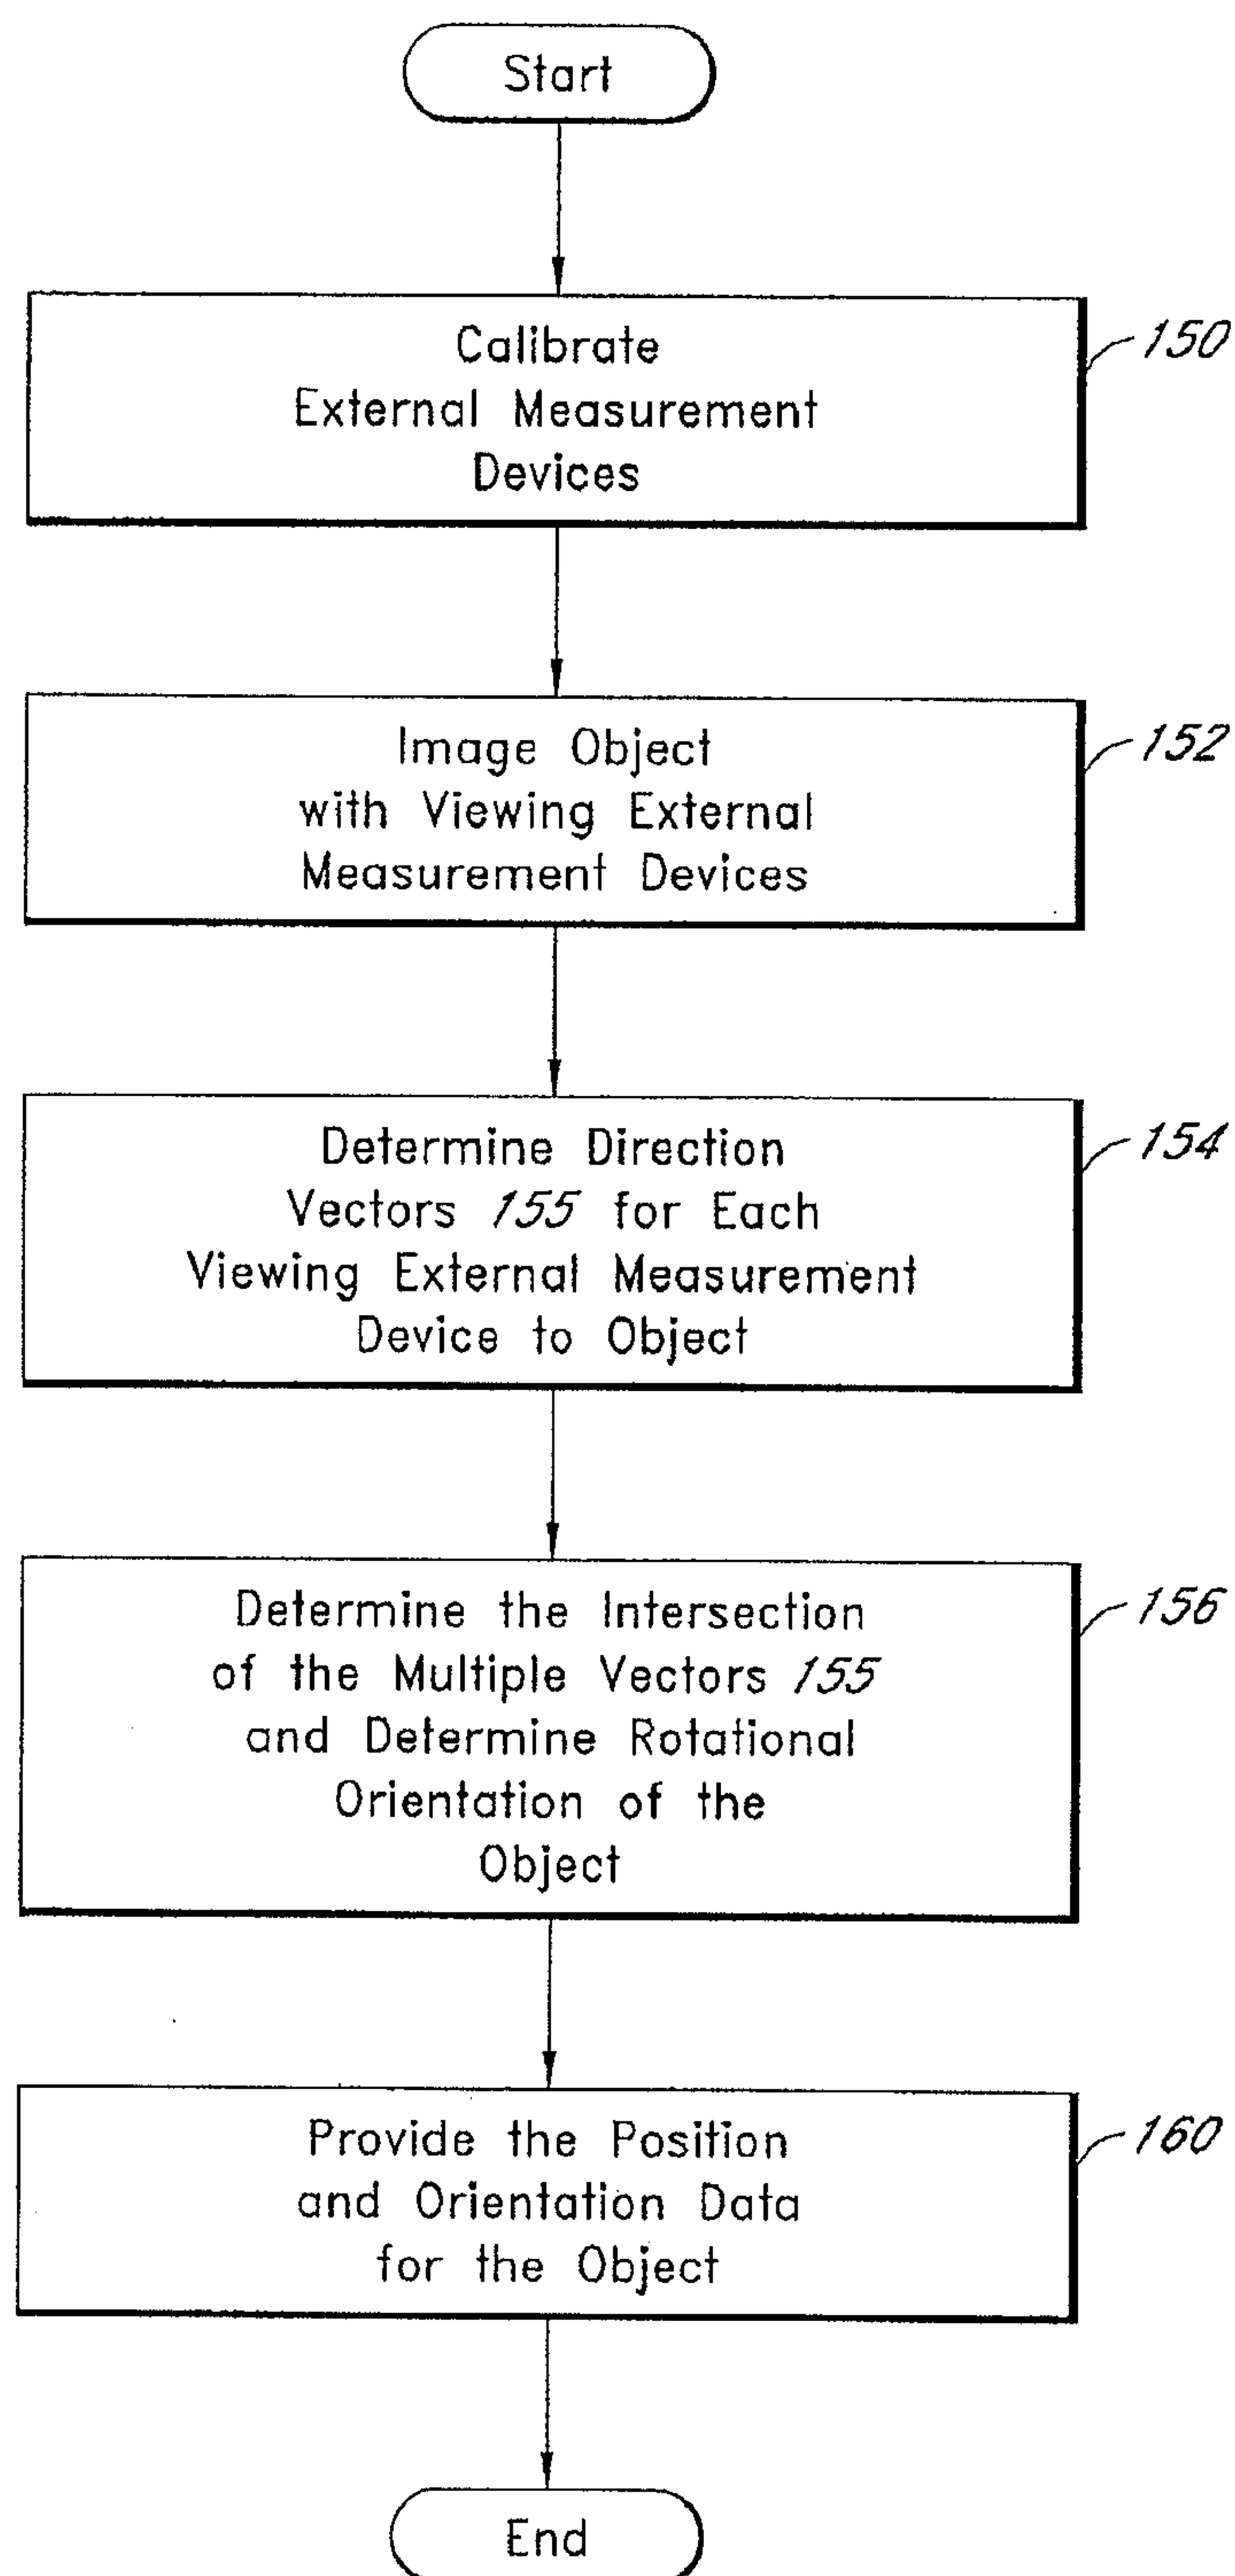 Start
Calibrate
External Measurement
Devices
150
Image Object
with Viewing External
Measurement Devices
152
Determine Direction
Vectors 155 for Each
Viewing External Measurement
Device to Object
154
Determine the Intersection
of the Multiple Vectors 155
and Determine Rotational
Orientation of the
Object
156
Provide the Position
and Orientation Data
for the Object
160
End